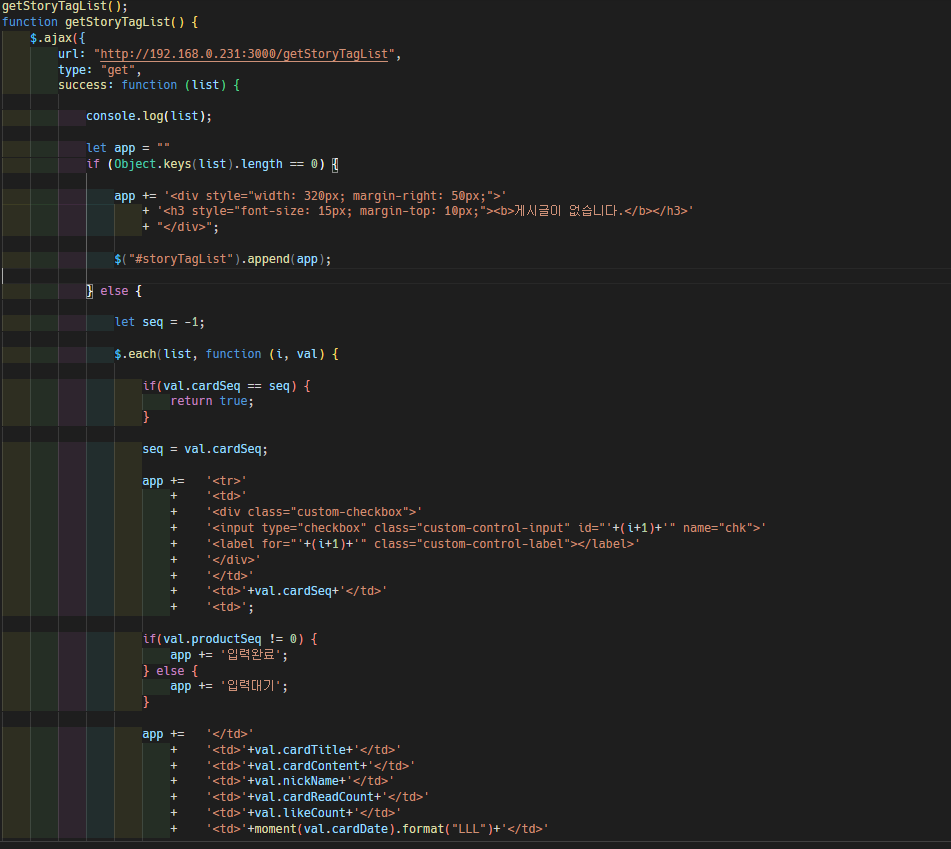 getStoryTagList();
function getStoryTagList() {
$.ajax({
url: "http://192.168.0.231:3000/getStoryTagList",
type: "get",
success: function (list) {
console.log(list);
let app = ""
if (Object.keys(list).length == 0) {
app += '<div style="width: 320px; margin-right: 50px;">'
+ '<h3 style="font-size: 15px; margin-top: 10px;"><b>게시글이 없습니다.</b></h3>'
+ "</div>";
$("#storyTagList").append(app);
} else {
let seq = -1;
$.each(list, function (i, val) {
if(val.cardSeq == seq) {
return true;
}
seq = val.cardSeq;
app += '<tr>'
+ '<td>'
+ '<div class="custom-checkbox">'
+ '<input type="checkbox" class="custom-control-input" id="'+(i+1)+'" name="chk">'
+ '<label for="'+(i+1)+'" class="custom-control-label"></label>'
+ '</div>'
+ '</td>'
+ '<td>'+val.cardSeq+'</td>'
+ '<td>';
if(val.productSeq != 0) {
app += '입력완료';
} else {
app += '입력대기';
}
app += '</td>'
+ '<td>'+val.cardTitle+'</td>'
+ '<td>'+val.cardContent+'</td>'
+ '<td>'+val.nickName+'</td>'
+ '<td>'+val.cardReadCount+'</td>'
+ '<td>'+val.likeCount+'</td>'
+ '<td>'+moment(val.cardDate).format("LLL")+'</td>'